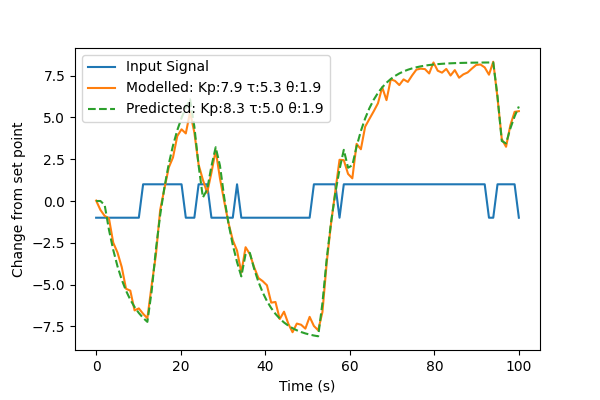 Input Signal
Modelled: Kp:7.9 τ:5.3 θ:1.9
Predicted: Kp:8.3 τ:5.0 θ:1.9
Change from set point
7.5
5.0
2.5
0.0
−2.5
−5.0
−7.5
0 20 40 60 80 100
Time (s)